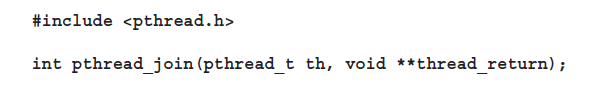 #include <pthread.h>
int pthread_join(pthread_t th, void **thread_return);